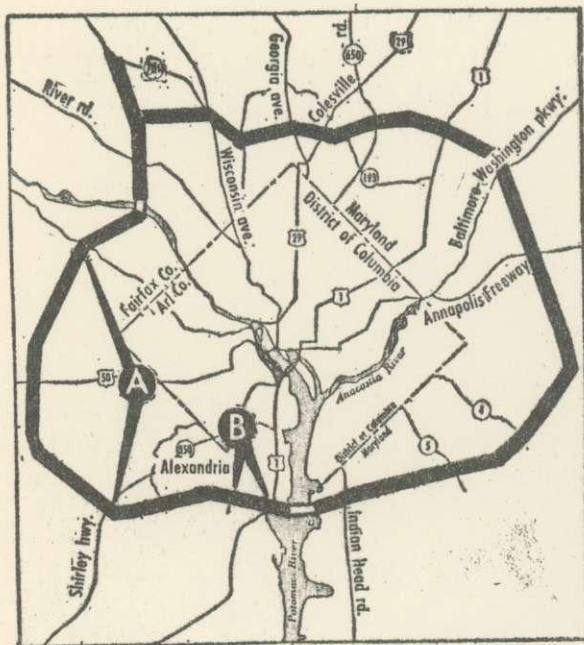 Georgia ave.
rd.
29
650
Colesville
1
River rd.
Wisconsin ave.
193
Baltimore-Washington pkwy.
Maryland
District of Columbia
29
Fairfax Co.
Arl Co.
1
Annapolis Freeway
50
A
Anacostia River
B
350
Alexandria
1
District of Columbia
Maryland
4
5
Shirley hwy.
Potomac River
Indian Head rd.